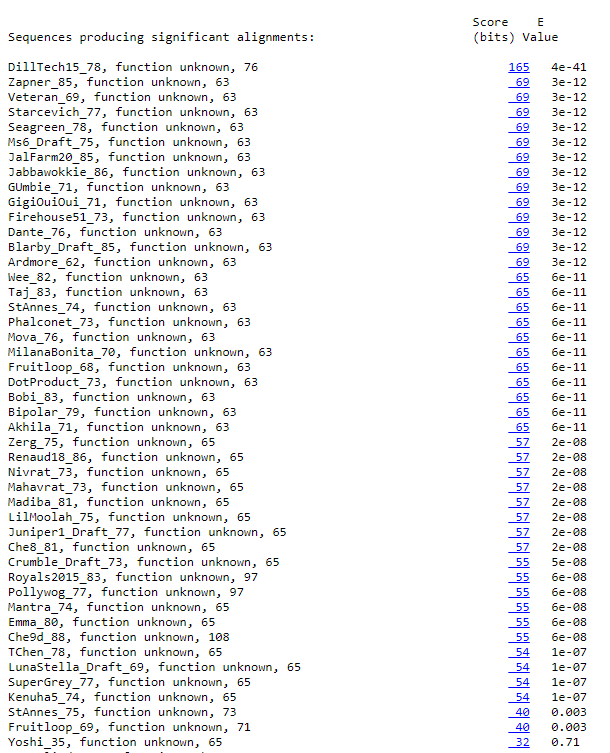 Score E
Sequences producing significant alignments: (bits) Value
DillTech15_78, function unknown, 76 165 4e-41
Zapner_85, function unknown, 63 69 3e-12
Veteran_69, function unknown, 63 69 3e-12
Starcevich_77, function unknown, 63 69 3e-12
Seagreen_78, function unknown, 63 69 3e-12
Ms6_Draft_75, function unknown, 63 69 3e-12
JalFarm20_85, function unknown, 63 69 3e-12
Jabbawokkie_86, function unknown, 63 69 3e-12
GUmbie_71, function unknown, 63 69 3e-12
GigiOuiOui_71, function unknown, 63 69 3e-12
Firehouse51_73, function unknown, 63 69 3e-12
Dante_76, function unknown, 63 69 3e-12
Blarby_Draft_85, function unknown, 63 69 3e-12
Ardmore_62, function unknown, 63 69 3e-12
Wee_82, function unknown, 63 65 6e-11
Taj_83, function unknown, 63 65 6e-11
StAnnes_74, function unknown, 63 65 6e-11
Phalconet_73, function unknown, 63 65 6e-11
Mova_76, function unknown, 63 65 6e-11
MilanaBonita_70, function unknown, 63 65 6e-11
Fruitloop_68, function unknown, 63 65 6e-11
DotProduct_73, function unknown, 63 65 6e-11
Bobi_83, function unknown, 63 65 6e-11
Bipolar_79, function unknown, 63 65 6e-11
Akhila_71, function unknown, 63 65 6e-11
Zerg_75, function unknown, 65 57 2e-08
Renaud18_86, function unknown, 65 57 2e-08
Nivrat_73, function unknown, 65 57 2e-08
Mahavrat_73, function unknown, 65 57 2e-08
Madiba_81, function unknown, 65 57 2e-08
LilMoolah_75, function unknown, 65 57 2e-08
Juniper1_Draft_77, function unknown, 65 57 2e-08
Che8_81, function unknown, 65 57 2e-08
Crumble_Draft_73, function unknown, 65 55 5e-08
Royals2015_83, function unknown, 97 55 6e-08
Pollywog_77, function unknown, 97 55 6e-08
Mantra_74, function unknown, 65 55 6e-08
Emma_80, function unknown, 65 55 6e-08
Che9d_88, function unknown, 108 55 6e-08
TChen_78, function unknown, 65 54 1e-07
LunaStella_Draft_69, function unknown, 65 54 1e-07
SuperGrey_77, function unknown, 65 54 1e-07
Kenuha5_74, function unknown, 65 54 1e-07
StAnnes_75, function unknown, 73 40 0.003
Fruitloop_69, function unknown, 71 40 0.003
Yoshi_35, function unknown, 65 32 0.71